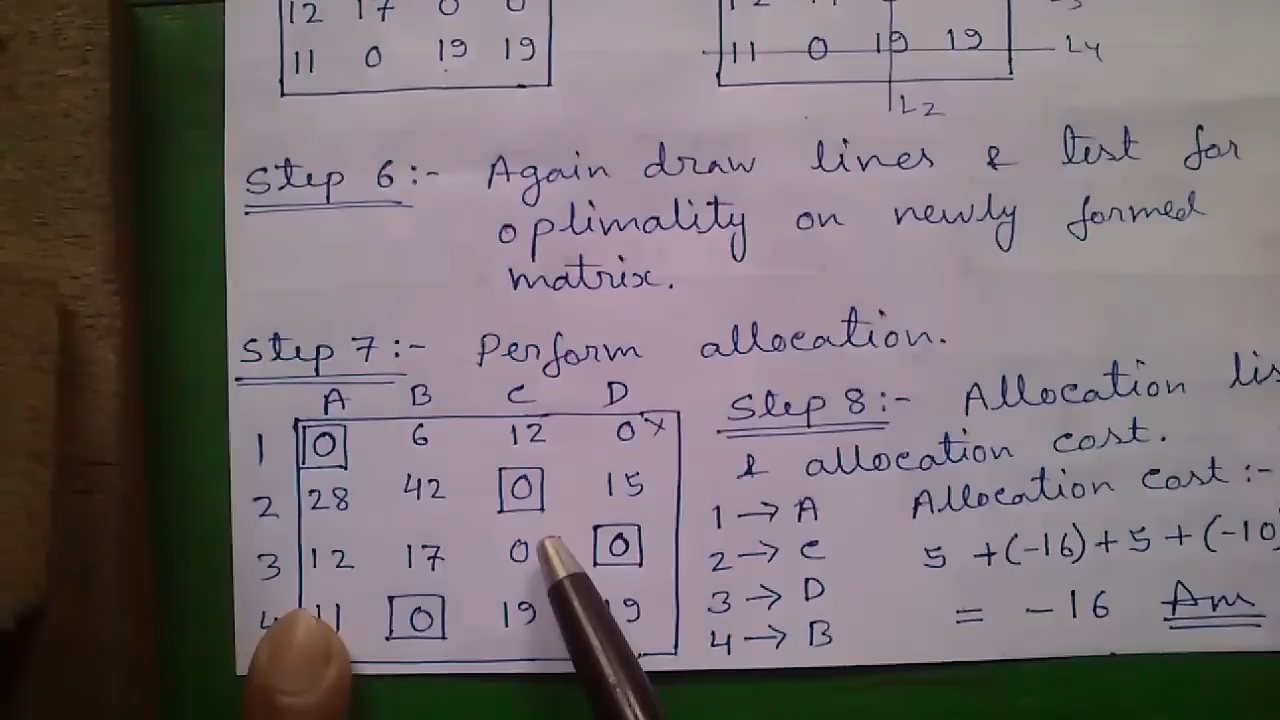 12 17 0 0
11 0 19 19
11 0 19 19 L4
L2
Step 6:- Again draw lines & test for
optimality on newly formed
matrix.
Step 7:- Perform allocation.
A B C D
1 0 6 12 0x
2 28 42 0 15
3 12 17 0 0
4 11 0 19 19
Step 8:- Allocation
& allocation cost.
1 → A
2 → C
3 → D
4 → B
Allocation cost:-
5 + (-16) + 5 + (-10)
= -16 Ans